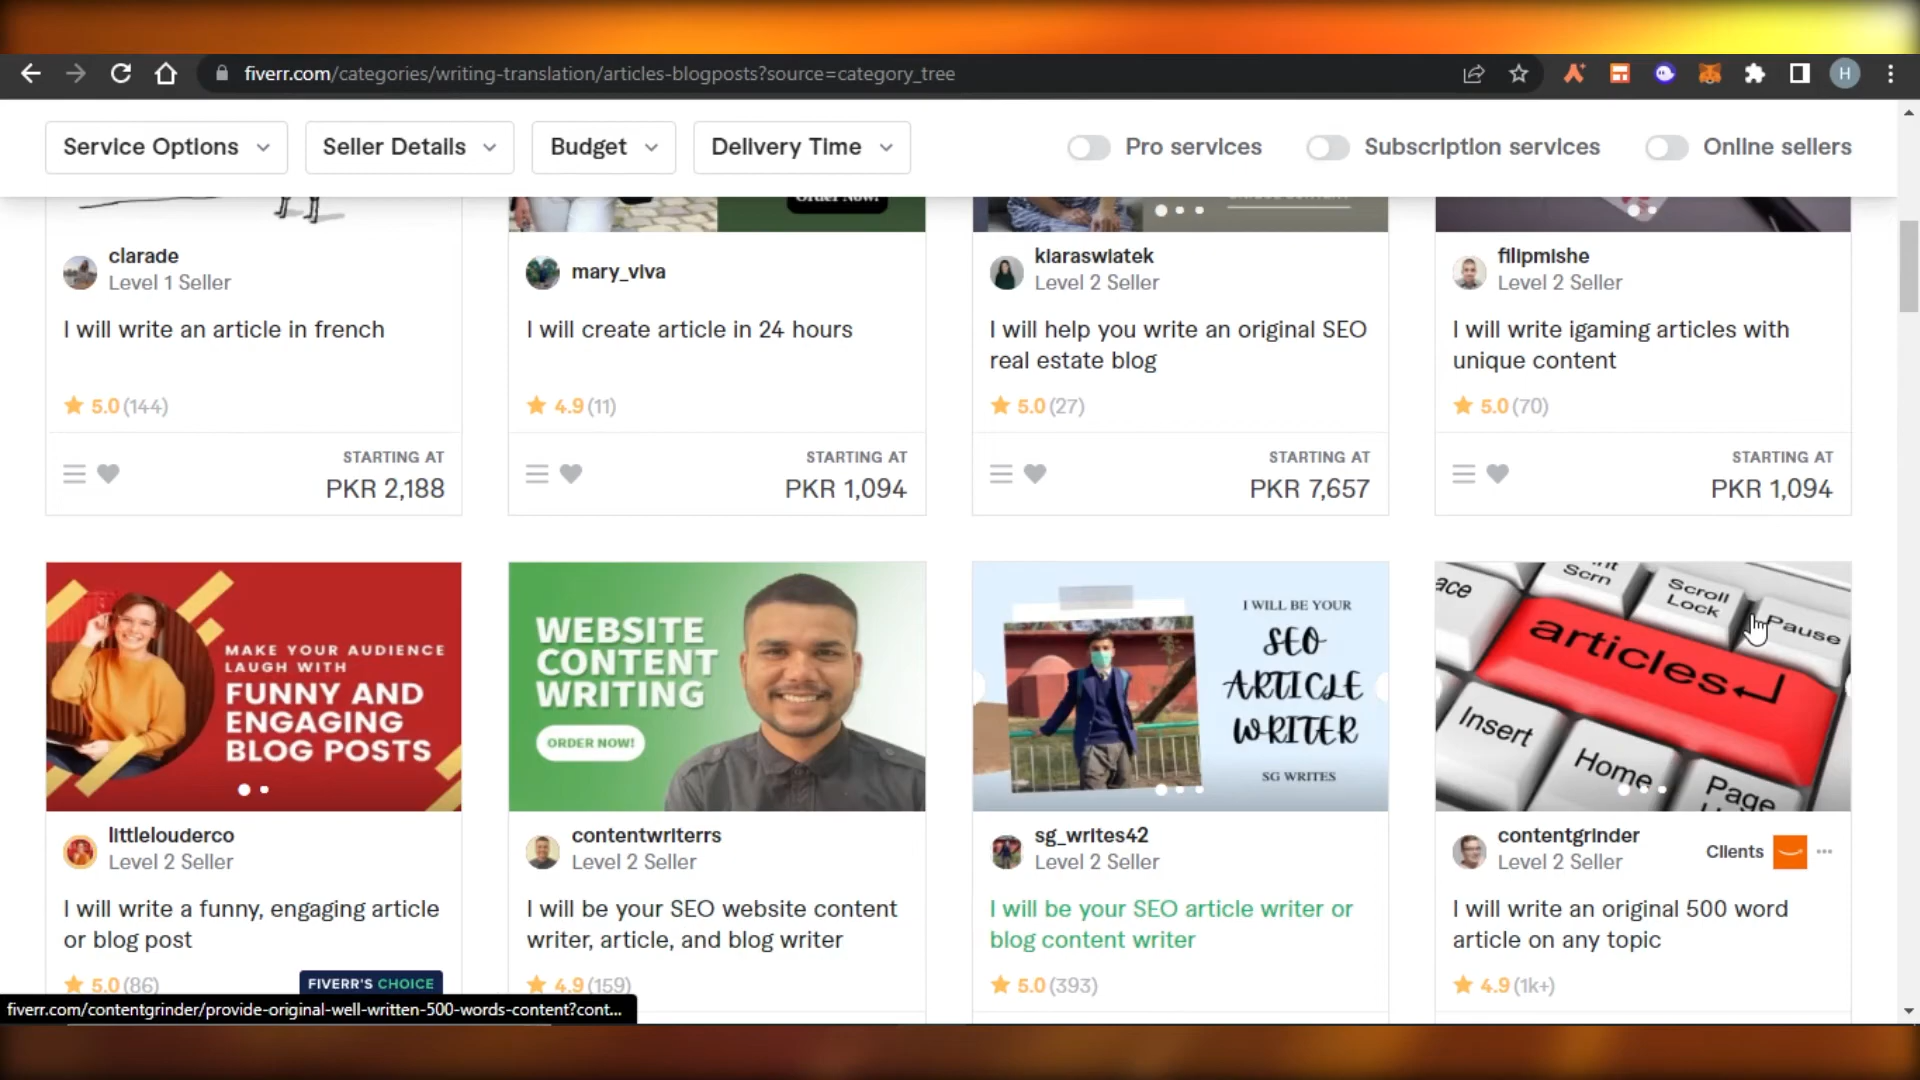 fiverr.com/categories/writing-translation/articles-blogposts?source=category_tree
H
Service Options
Seller Details
Budget
Delivery Time
Pro services
Subscription services
Online sellers
Order Now!
clarade
Level 1 Seller
I will write an article in french
5.0 (144)
STARTING AT
PKR 2,188
mary_viva
I will create article in 24 hours
4.9 (11)
STARTING AT
PKR 1,094
kiaraswiatek
Level 2 Seller
I will help you write an original SEO
real estate blog
5.0 (27)
STARTING AT
PKR 7,657
filipmishe
Level 2 Seller
I will write igaming articles with
unique content
5.0 (70)
STARTING AT
PKR 1,094
MAKE YOUR AUDIENCE
LAUGH WITH
FUNNY AND
ENGAGING
BLOG POSTS
littlelouderco
Level 2 Seller
I will write a funny, engaging article
or blog post
5.0 (86)
FIVERR'S CHOICE
WEBSITE
CONTENT
WRITING
ORDER NOW!
contentwriterrs
Level 2 Seller
I will be your SEO website content
writer, article, and blog writer
4.9 (159)
I WILL BE YOUR
SEO
ARTICLE
WRITER
SG WRITES
sg_writes42
Level 2 Seller
I will be your SEO article writer or
blog content writer
5.0 (393)
Scrn
Scroll
Lock
Pause
articles
Insert
Home
Page
contentgrinder
Level 2 Seller
Clients
I will write an original 500 word
article on any topic
4.9 (1k+)
fiverr.com/contentgrinder/provide-original-well-written-500-words-content?cont...